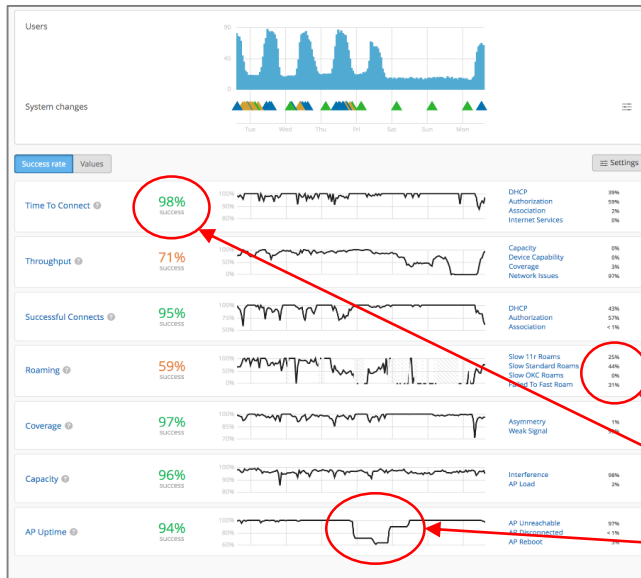 Users
90
40
0
System changes
Tue Wed Thu Fri Sat Sun Mon
Success rate Values Settings
Time To Connect ? 98% success
100%
90%
80%
DHCP 39%
Authorization 59%
Association 2%
Internet Services 0%
Throughput ? 71% success
100%
50%
0%
Capacity 0%
Device Capability 0%
Coverage 3%
Network Issues 97%
Successful Connects ? 95% success
100%
75%
50%
DHCP 43%
Authorization 57%
Association < 1%
Roaming ? 59% success
100%
50%
0%
Slow 11r Roams 25%
Slow Standard Roams 44%
Slow OKC Roams 0%
Failed To Fast Roam 31%
Coverage ? 97% success
100%
85%
70%
Asymmetry 1%
Weak Signal
Capacity ? 96% success
100%
90%
80%
Interference 98%
AP Load 2%
AP Uptime ? 94% success
100%
80%
60%
AP Unreachable 97%
AP Disconnected < 1%
AP Reboot